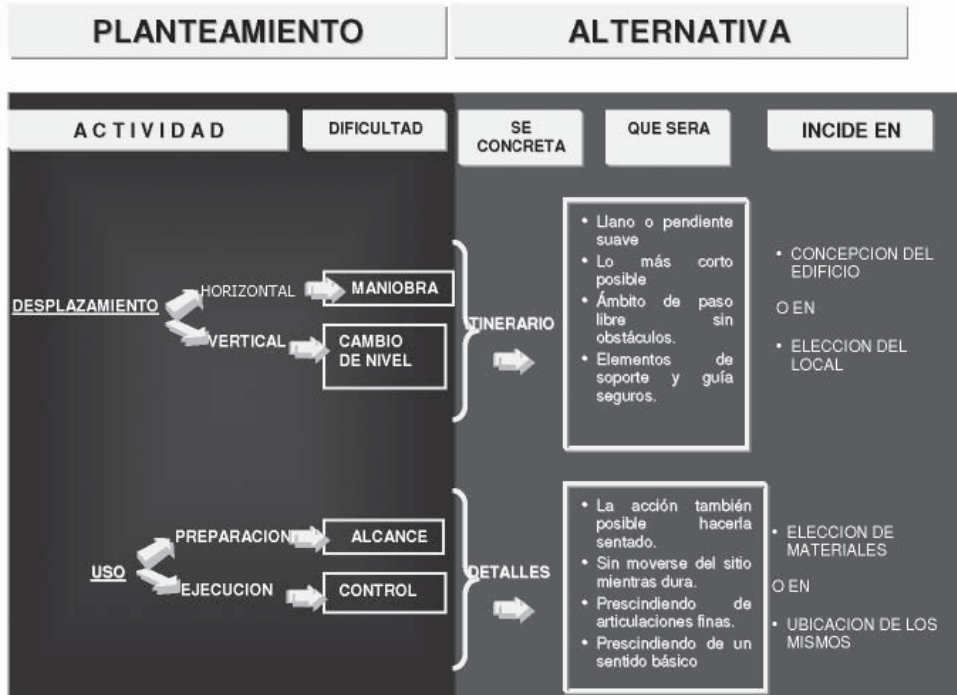 PLANTEAMIENTO
ALTERNATIVA
ACTIVIDAD
DIFICULTAD
SE
CONCRETA
QUE SERA
INCIDE EN
DESPLAZAMIENTO
HORIZONTAL
MANIOBRA
VERTICAL
CAMBIO
DE NIVEL
ITINERARIO
• Llano o pendiente
suave
• Lo más corto
posible
• Ámbito de paso
libre sin
obstáculos.
• Elementos de
soporte y guía
seguros.
• CONCEPCION DEL
EDIFICIO
O EN
• ELECCION DEL
LOCAL
USO
PREPARACION
ALCANCE
EJECUCION
CONTROL
DETALLES
• La acción también
posible hacerla
sentado.
• Sin moverse del sitio
mientras dura.
• Prescindiendo de
articulaciones finas.
• Prescindiendo de un
sentido básico
• ELECCION DE
MATERIALES
O EN
• UBICACION DE LOS
MISMOS